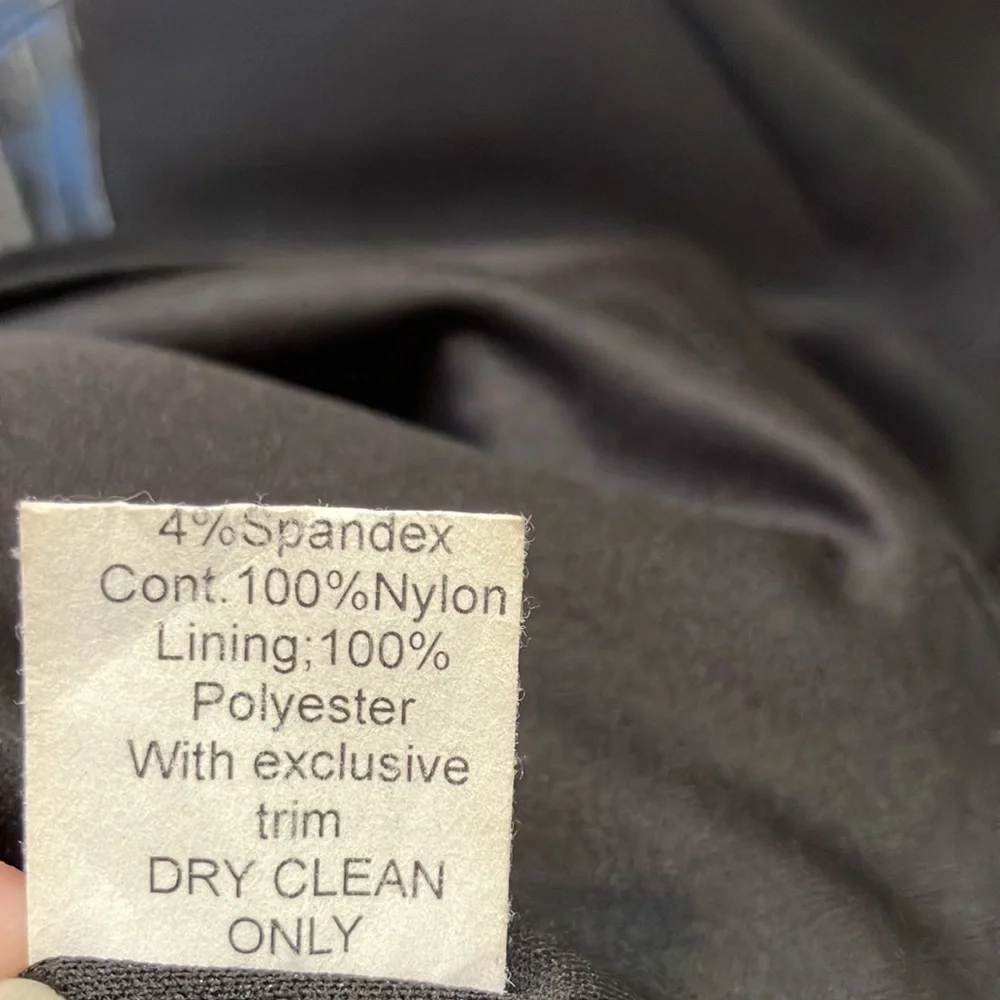 4%Spandex
Cont.100%Nylon
Lining;100%
Polyester
With exclusive
trim
DRY CLEAN
ONLY